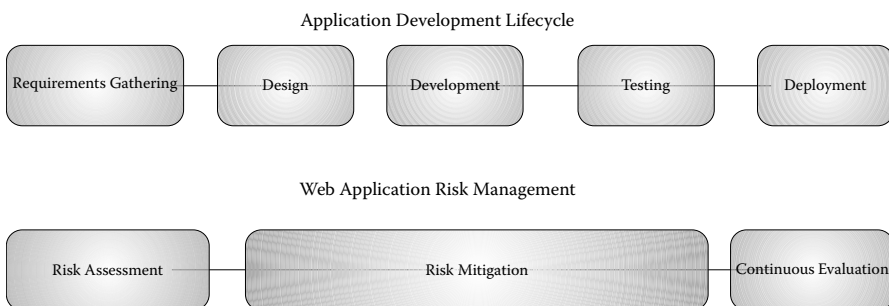 Application Development Lifecycle
Requirements Gathering
Design
Development
Testing
Deployment
Web Application Risk Management
Risk Assessment
Risk Mitigation
Continuous Evaluation